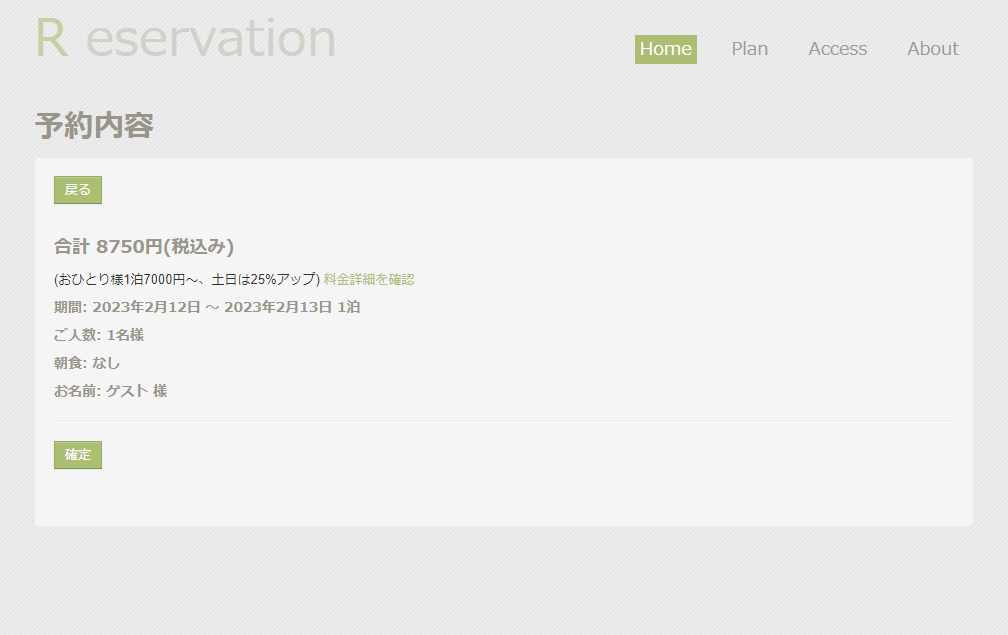 R eservation
Home Plan Access About
予約内容
戻る
合計 8750円(税込み)
(おひとり様1泊7000円～、土日は25%アップ) 料金詳細を確認
期間: 2023年2月12日 ～ 2023年2月13日 1泊
ご人数: 1名様
朝食: なし
お名前: ゲスト 様
確定